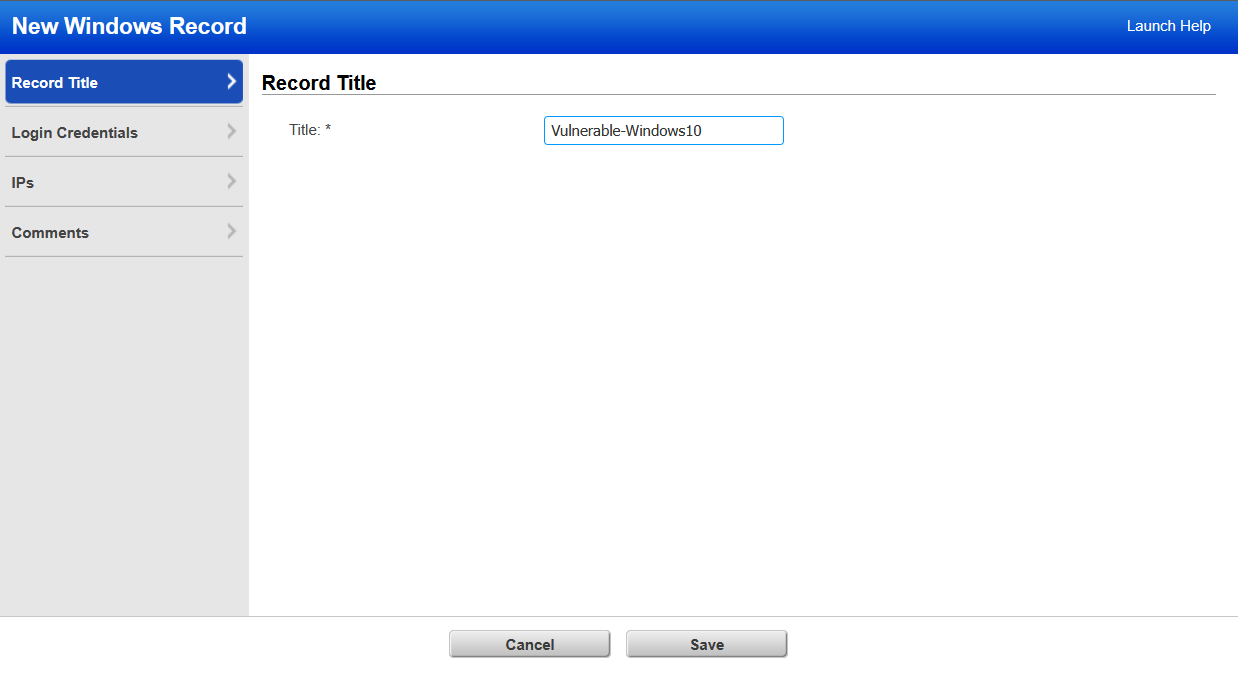 New Windows Record
Launch Help
Record Title
Login Credentials
IPs
Comments
Record Title
Title: *
Vulnerable-Windows10
Cancel
Save